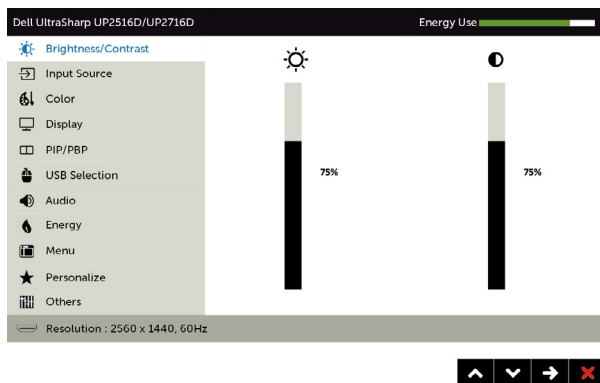 Dell UltraSharp UP2516D/UP2716D
Energy Use
Brightness/Contrast
Input Source
Color
Display
PIP/PBP
USB Selection
Audio
Energy
Menu
Personalize
Others
75%
75%
Resolution : 2560 x 1440, 60Hz